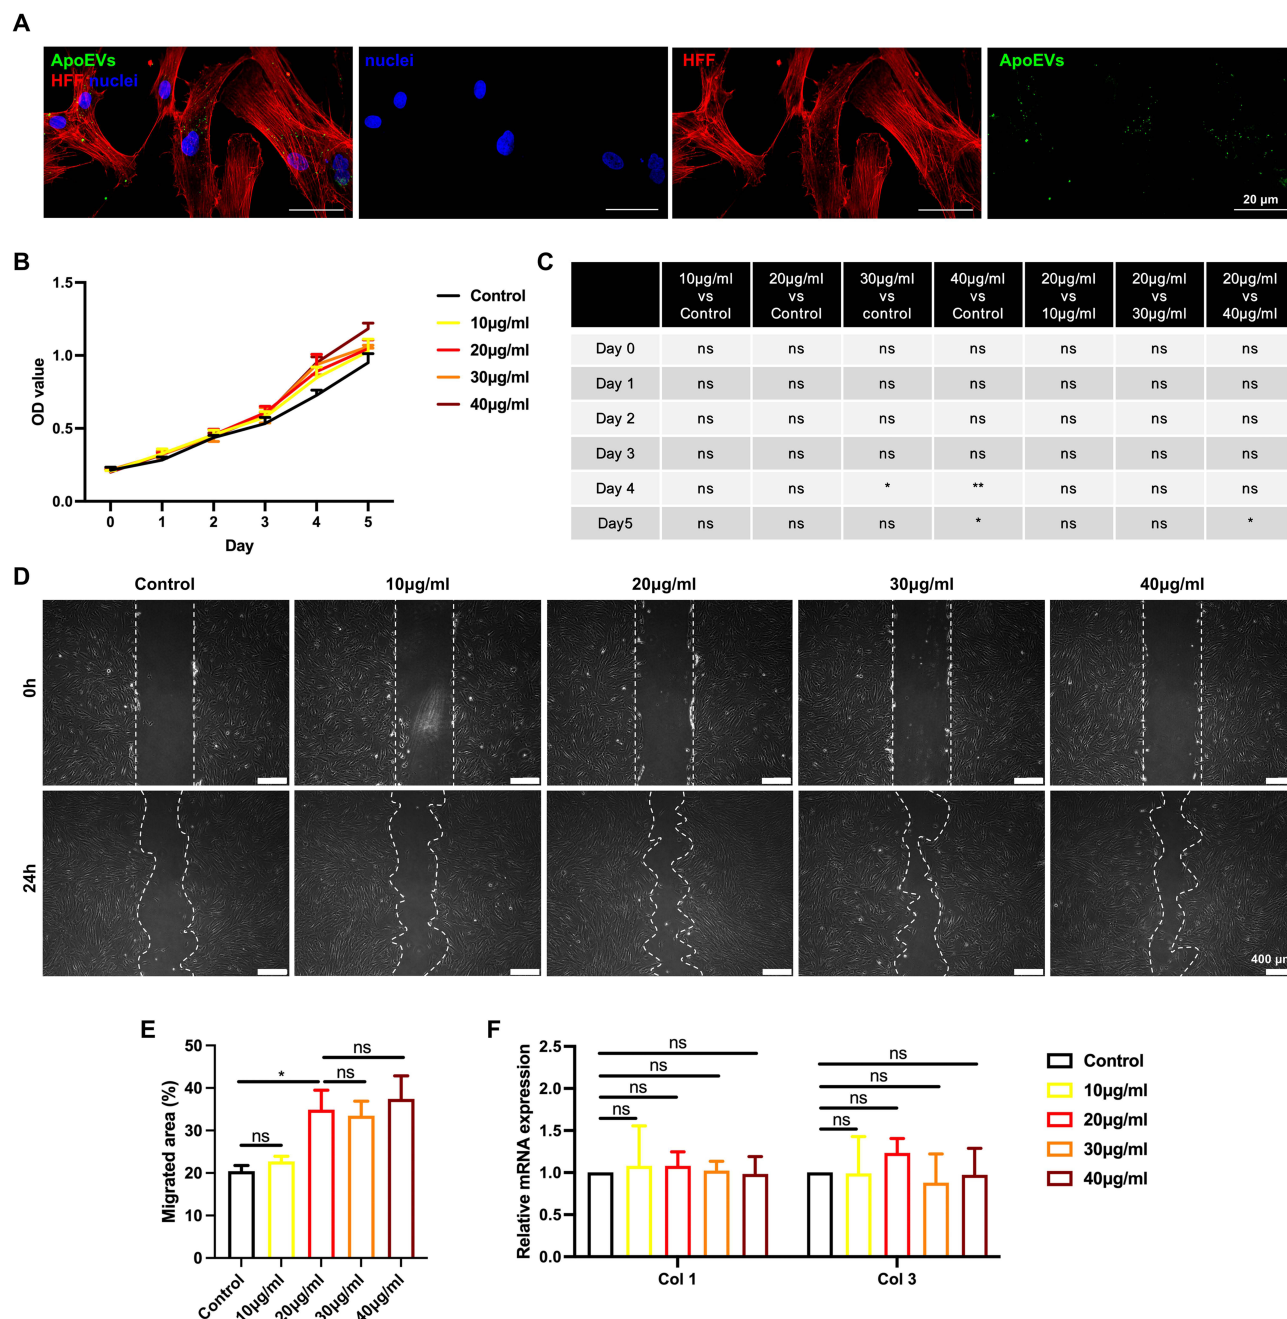 A
ApoEVs
HFF nuclei
nuclei
HFF
ApoEVs
20 μm
B
1.5
1.0
0.5
0.0
OD value
0 1 2 3 4 5
Day
Control
10μg/ml
20μg/ml
30μg/ml
40μg/ml
C
10μg/ml vs Control
20μg/ml vs Control
30μg/ml vs control
40μg/ml vs Control
20μg/ml vs 10μg/ml
20μg/ml vs 30μg/ml
20μg/ml vs 40μg/ml
Day 0 ns ns ns ns ns ns ns
Day 1 ns ns ns ns ns ns ns
Day 2 ns ns ns ns ns ns ns
Day 3 ns ns ns ns ns ns ns
Day 4 ns ns * ** ns ns ns
Day5 ns ns ns * ns ns *
D
Control 10μg/ml 20μg/ml 30μg/ml 40μg/ml
0h
24h
400 μm
E
50
40
30
20
10
0
Migrated area (%)
ns
* ns
ns
Control
10μg/ml
20μg/ml
30μg/ml
40μg/ml
F
2.5
2.0
1.5
1.0
0.5
0.0
Relative mRNA expression
ns
ns
ns
ns
ns
ns
ns
ns
Col 1 Col 3
Control
10μg/ml
20μg/ml
30μg/ml
40μg/ml